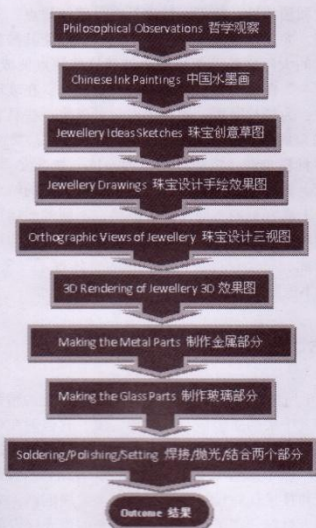 Philosophical Observations 哲学观察
Chinese Ink Paintings 中国水墨画
Jewellery Ideas Sketches 珠宝创意草图
Jewellery Drawings 珠宝设计手绘效果图
Orthographic Views of Jewellery 珠宝设计三视图
3D Rendering of Jewellery 3D 效果图
Making the Metal Parts 制作金属部分
Making the Glass Parts 制作玻璃部分
Soldering/Polishing/Setting 焊接/抛光/结合两个部分
Outcome 结果